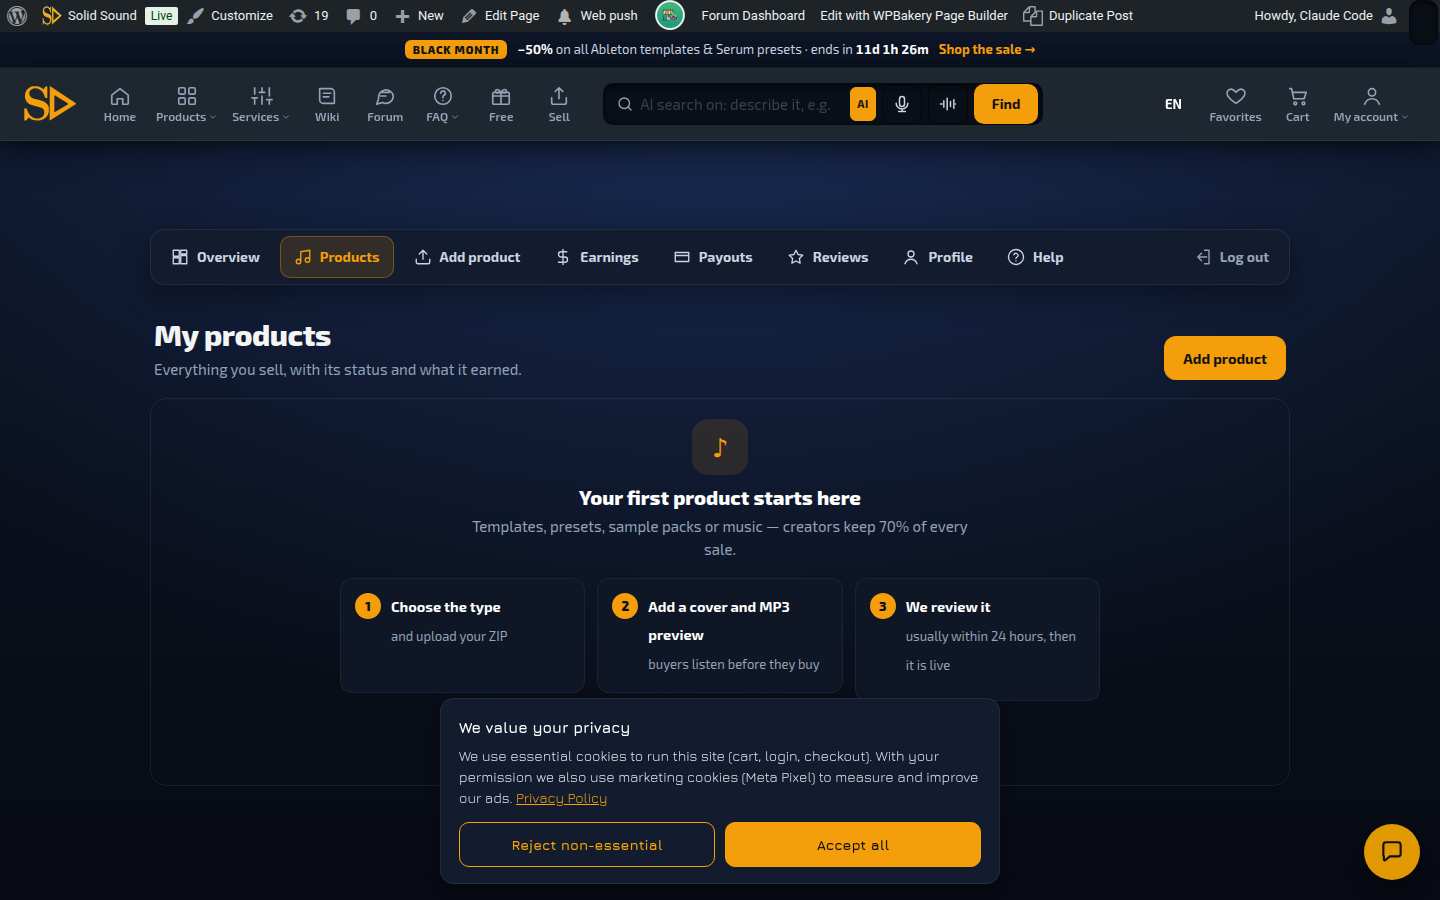 Solid Sound Live Customize 19 0 New Edit Page Web push Forum Dashboard Edit with WPBakery Page Builder Duplicate Post Howdy, Claude Code
BLACK MONTH −50% on all Ableton templates & Serum presets · ends in 11d 1h 26m Shop the sale →
Home Products Services Wiki Forum FAQ Free Sell
AI search on: describe it, e.g. AI Find
EN Favorites Cart My account
Overview Products Add product Earnings Payouts Reviews Profile Help Log out
My products
Everything you sell, with its status and what it earned.
Add product
Your first product starts here
Templates, presets, sample packs or music — creators keep 70% of every
sale.
1 Choose the type
and upload your ZIP
2 Add a cover and MP3
preview
buyers listen before they buy
3 We review it
usually within 24 hours, then
it is live
We value your privacy
We use essential cookies to run this site (cart, login, checkout). With your
permission we also use marketing cookies (Meta Pixel) to measure and improve
our ads. Privacy Policy
Reject non-essential Accept all